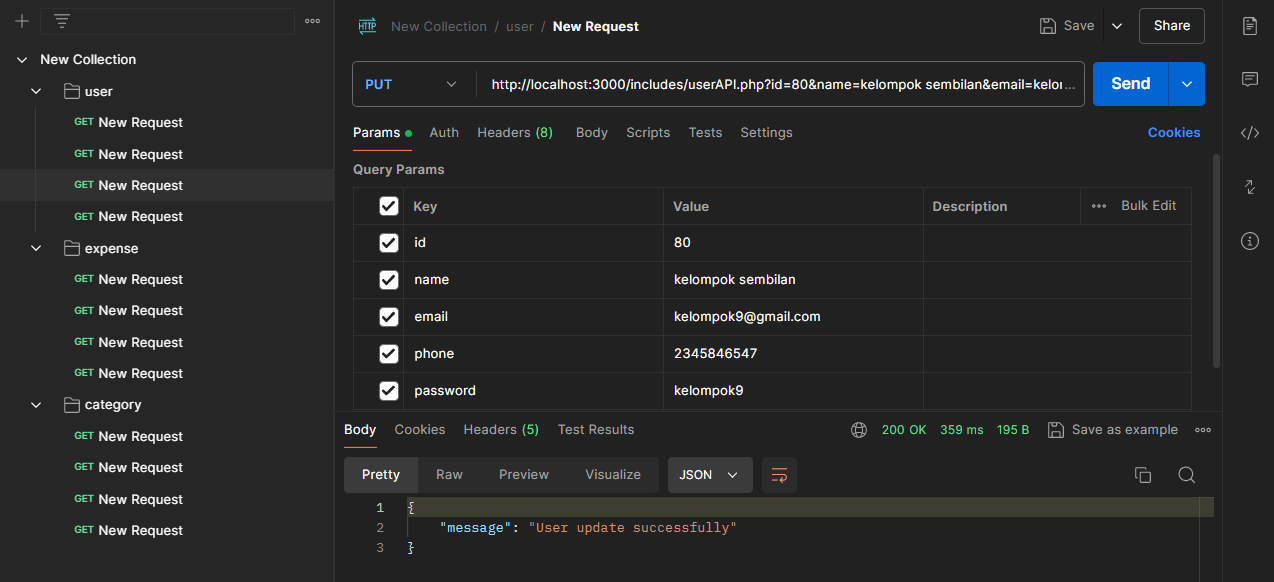 New Collection
user
GET New Request
GET New Request
GET New Request
GET New Request
expense
GET New Request
GET New Request
GET New Request
GET New Request
category
GET New Request
GET New Request
GET New Request
GET New Request
HTTP New Collection / user / New Request Save Share
PUT http://localhost:3000/includes/userAPI.php?id=80&name=kelompok sembilan&email=kelor... Send
Params Auth Headers (8) Body Scripts Tests Settings Cookies
Query Params
Key Value Description Bulk Edit
id 80
name kelompok sembilan
email kelompok9@gmail.com
phone 2345846547
password kelompok9
Body Cookies Headers (5) Test Results 200 OK 359 ms 195 B Save as example
Pretty Raw Preview Visualize JSON
1 {
2 "message": "User update successfully"
3 }